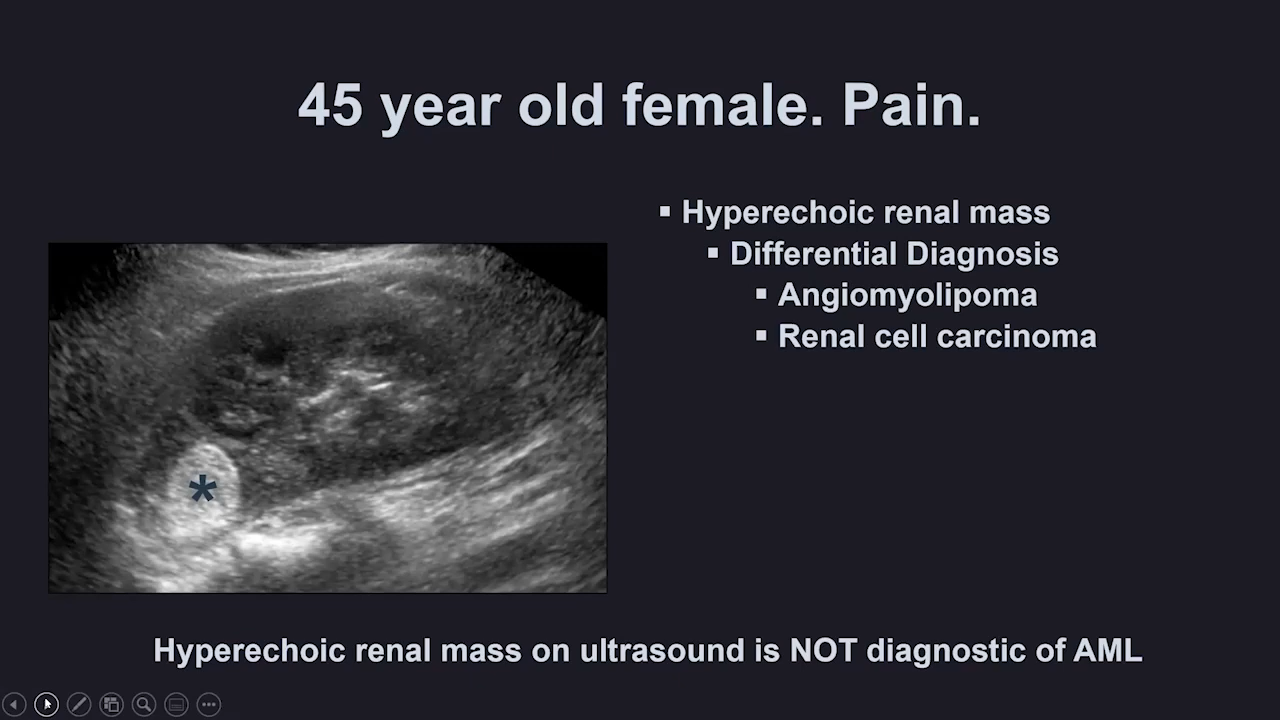 45 year old female. Pain.
▪ Hyperechoic renal mass
▪ Differential Diagnosis
▪ Angiomyolipoma
▪ Renal cell carcinoma
*
Hyperechoic renal mass on ultrasound is NOT diagnostic of AML